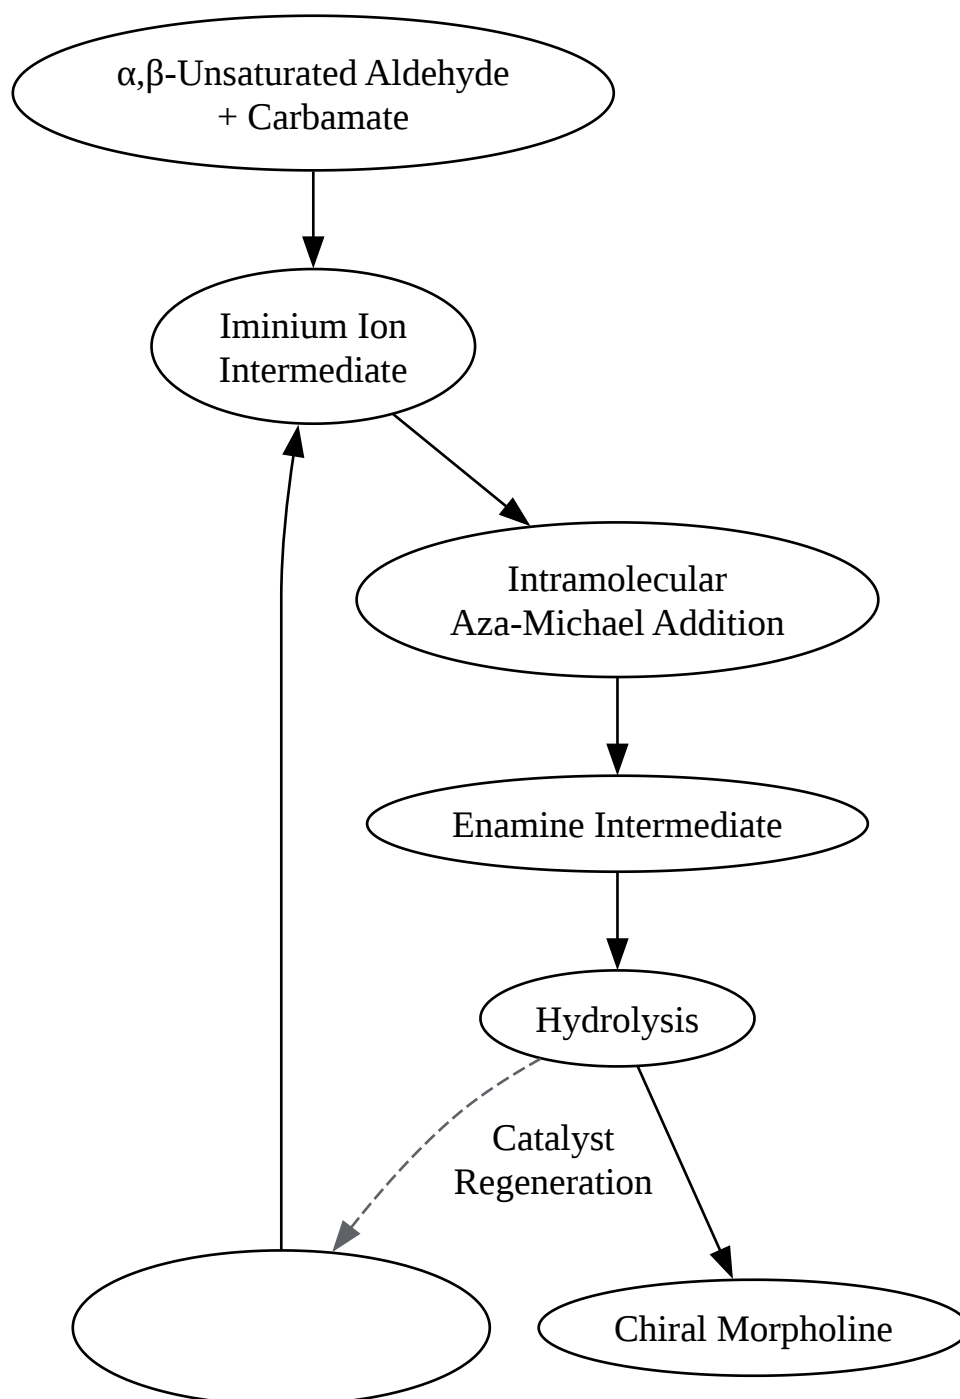 α,β-Unsaturated Aldehyde
+ Carbamate
Iminium Ion
Intermediate
Intramolecular
Aza-Michael Addition
Enamine Intermediate
Hydrolysis
Catalyst
Regeneration
Chiral Morpholine